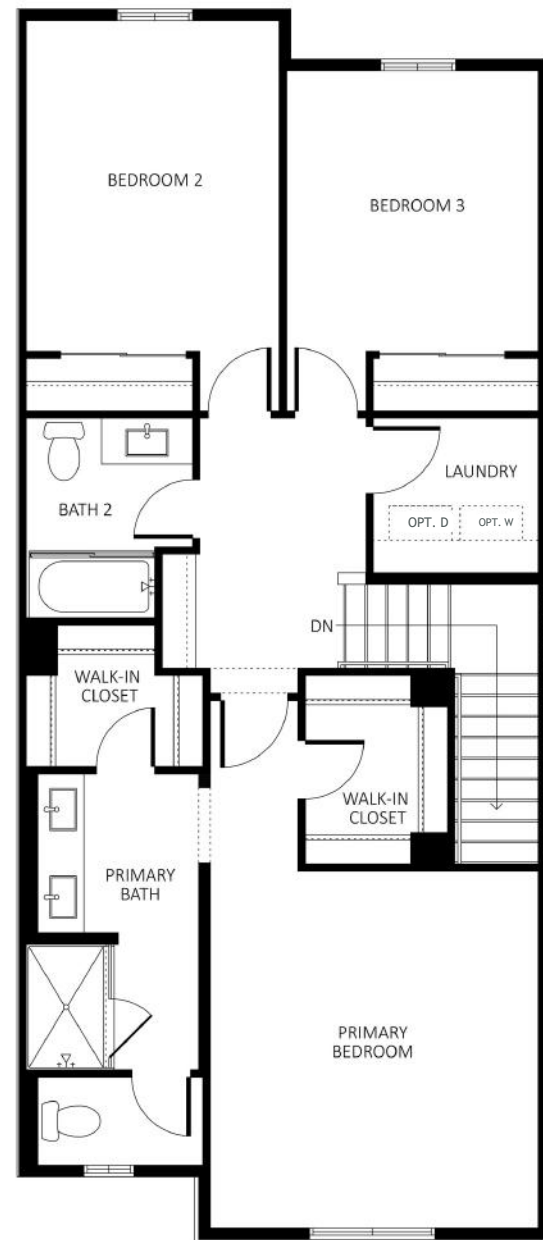 BEDROOM 2
BEDROOM 3
LAUNDRY
BATH 2
OPT. D
OPT. W
DN
WALK-IN
CLOSET
WALK-IN
CLOSET
PRIMARY
BATH
PRIMARY
BEDROOM